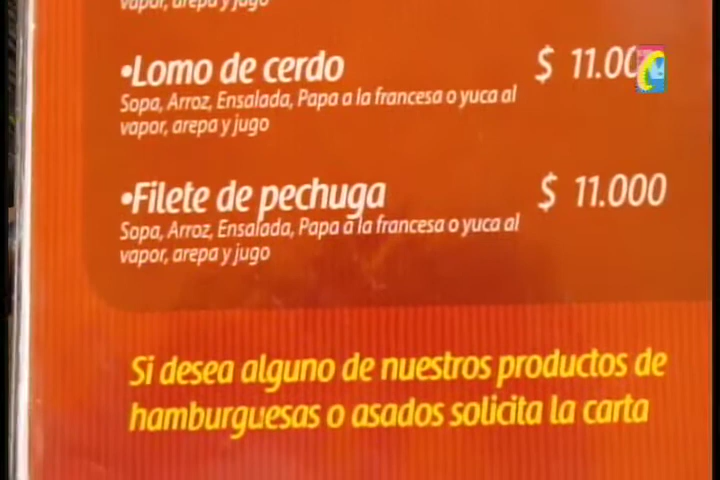 vapor, arepa y jugo
•Lomo de cerdo $ 11.00
Sopa, Arroz, Ensalada, Papa a la francesa o yuca al
vapor, arepa y jugo
•Filete de pechuga $ 11.000
Sopa, Arroz, Ensalada, Papa a la francesa o yuca al
vapor, arepa y jugo
Si desea alguno de nuestros productos de
hamburguesas o asados solicita la carta